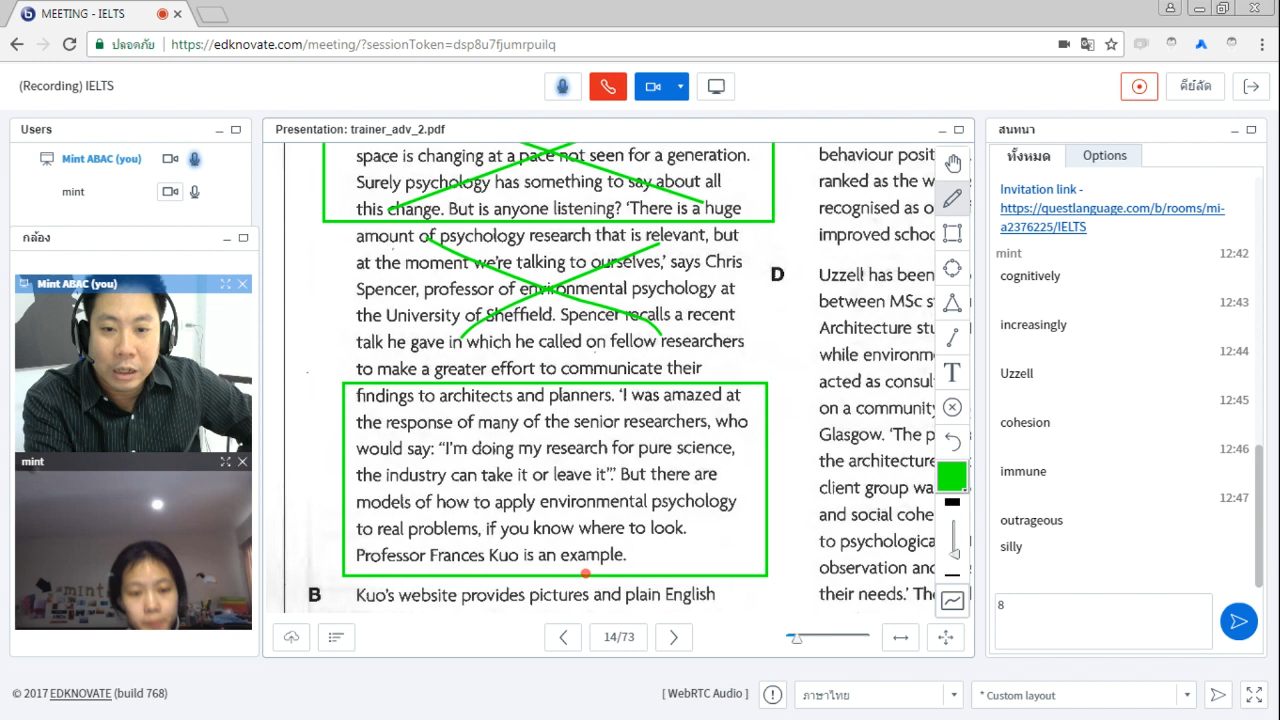 MEETING - IELTS
ปลอดภัย
https://edknovate.com/meeting/?sessionToken=dsp8u7fjumrpuilq
(Recording) IELTS
คีย์ลัด
Users
Mint ABAC (you)
mint
กล้อง
Mint ABAC (you)
mint
Presentation: trainer_adv_2.pdf
space is changing at a pace not seen for a generation.
Surely psychology has something to say about all
this change. But is anyone listening? 'There is a huge
amount of psychology research that is relevant, but
at the moment we're talking to ourselves,' says Chris
Spencer, professor of environmental psychology at
the University of Sheffield. Spencer recalls a recent
talk he gave in which he called on fellow researchers
to make a greater effort to communicate their
findings to architects and planners. 'I was amazed at
the response of many of the senior researchers, who
would say: "I'm doing my research for pure science,
the industry can take it or leave it".' But there are
models of how to apply environmental psychology
to real problems, if you know where to look.
Professor Frances Kuo is an example.
B Kuo's website provides pictures and plain English
behaviour posit
ranked as the w
recognised as o
improved schoo
D Uzzell has been
between MSc st
Architecture stu
while environm
acted as consul
on a community
Glasgow. 'The p
the architecture
client group wa
and social cohe
to psychologica
observation and
their needs.' The
T
14/73
สนทนา
ทั้งหมด
Options
Invitation link -
https://questlanguage.com/b/rooms/mi-
a2376225/IELTS
mint 12:42
cognitively
12:43
increasingly
12:44
Uzzell
12:45
cohesion
12:46
immune
12:47
outrageous
silly
8
© 2017 EDKNOVATE (build 768)
[ WebRTC Audio ]
ภาษาไทย
* Custom layout